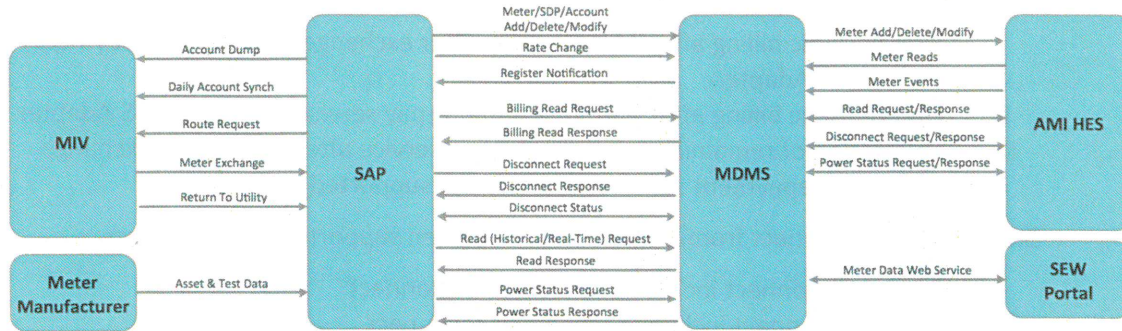 MIV
Meter
Manufacturer
Account Dump
Daily Account Synch
Route Request
Meter Exchange
Return To Utility
Asset & Test Data
SAP
Meter/SDP/Account
Add/Delete/Modify
Rate Change
Register Notification
Billing Read Request
Billing Read Response
Disconnect Request
Disconnect Response
Disconnect Status
Read (Historical/Real-Time) Request
Read Response
Power Status Request
Power Status Response
MDMS
Meter Add/Delete/Modify
Meter Reads
Meter Events
Read Request/Response
Disconnect Request/Response
Power Status Request/Response
Meter Data Web Service
AMI HES
SEW
Portal